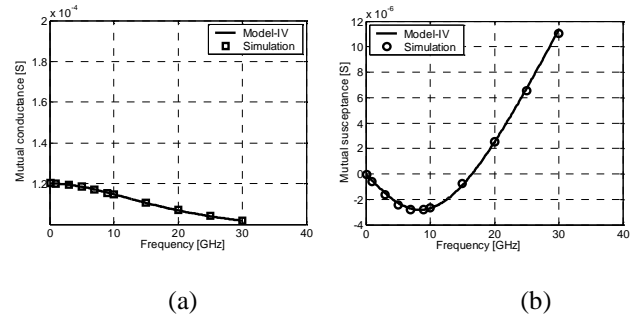 x 10⁻⁴
2
1.8
1.6
1.4
1.2
0
10
20
30
40
Mutual conductance [S]
Frequency [GHz]
Model-IV
Simulation
(a)
x 10⁻⁶
12
10
8
6
4
2
0
-2
-4
0
10
20
30
40
Mutual susceptance [S]
Frequency [GHz]
Model-IV
Simulation
(b)